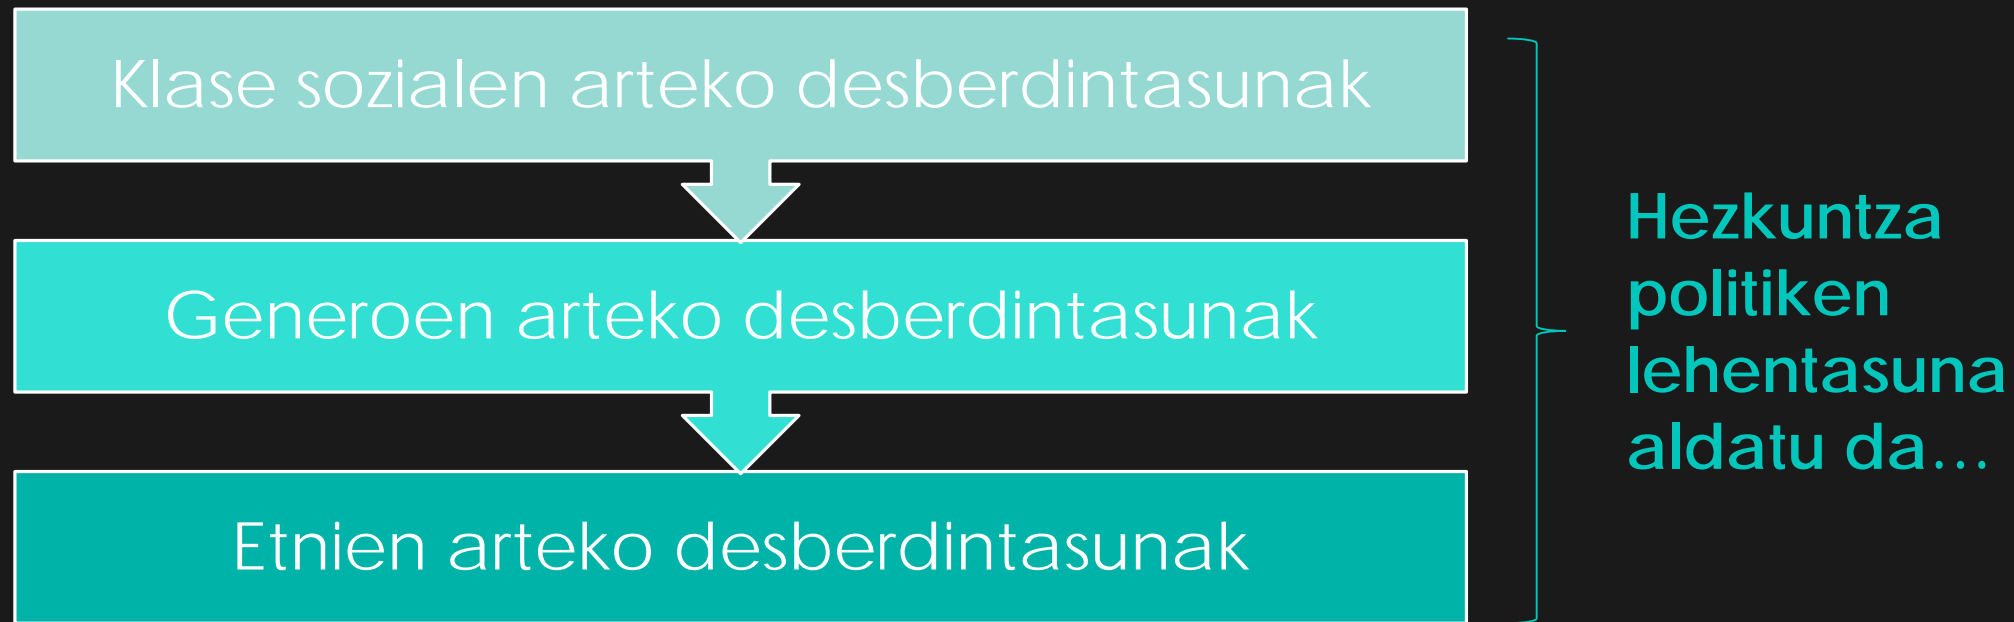 Klase sozialen arteko desberdintasunak
Generoen arteko desberdintasunak
Etnien arteko desberdintasunak
Hezkuntza
politiken
lehentasuna
aldatu da…